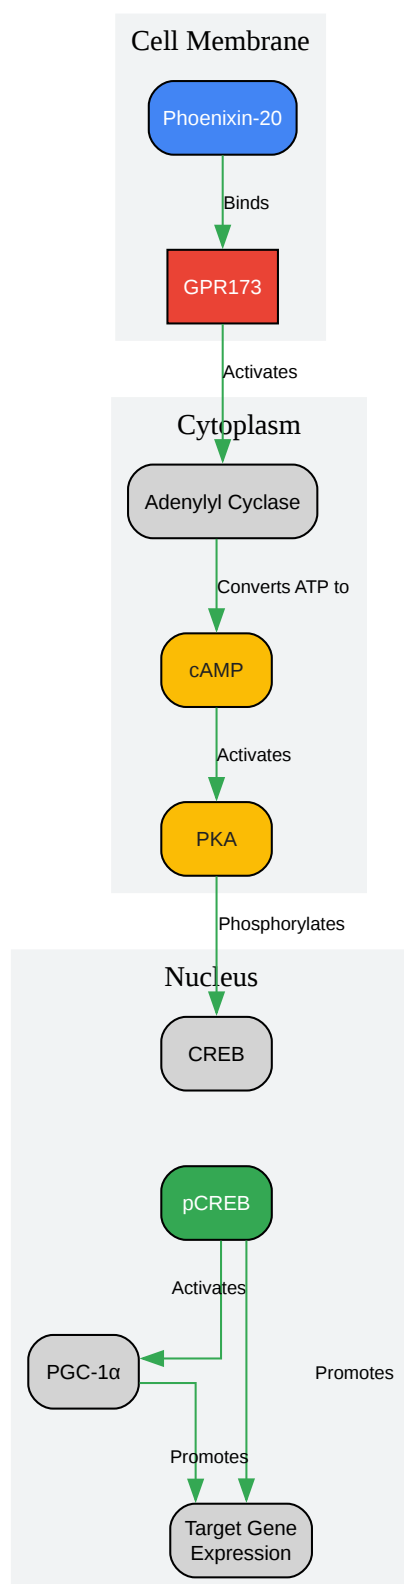 Cell Membrane
Phoenixin-20
Binds
GPR173
Activates
Cytoplasm
Adenylyl Cyclase
Converts ATP to
cAMP
Activates
PKA
Phosphorylates
Nucleus
CREB
pCREB
Activates
PGC-1α
Promotes
Promotes
Target Gene
Expression